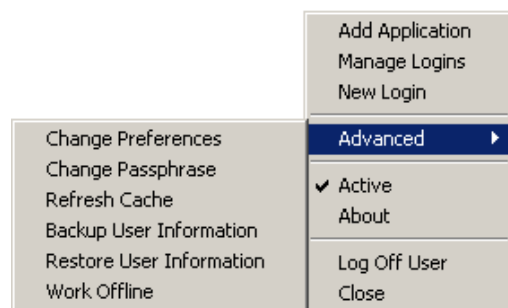 Add Application
Manage Logins
New Login
Advanced
Change Preferences
Change Passphrase
Refresh Cache
Backup User Information
Restore User Information
Work Offline
Active
About
Log Off User
Close